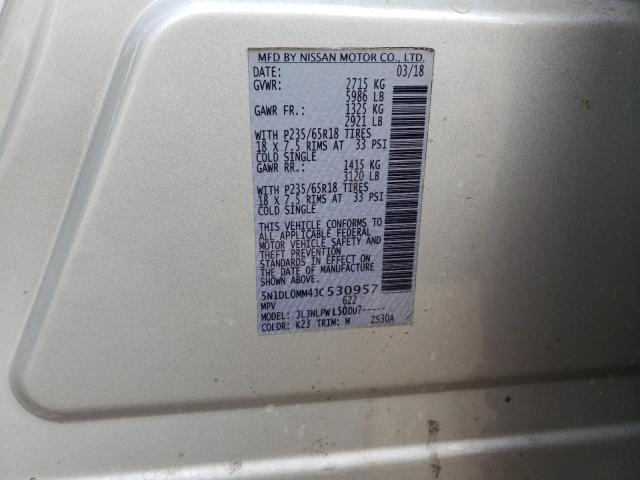 MFD BY NISSAN MOTOR CO., LTD.
DATE: 03/18
GVWR: 2715 KG
5986 LB
GAWR FR.: 1325 KG
2921 LB
WITH P235/65R18 TIRES
18 X 7.5 RIMS AT 33 PSI
COLD SINGLE
GAWR RR.: 1415 KG
3120 LB
WITH P235/65R18 TIRES
18 X 7.5 RIMS AT 33 PSI
COLD SINGLE
THIS VEHICLE CONFORMS TO
ALL APPLICABLE FEDERAL
MOTOR VEHICLE SAFETY AND
THEFT PREVENTION
STANDARDS IN EFFECT ON
THE DATE OF MANUFACTURE
SHOWN ABOVE.
5N1DL0MM4JC530957
MPV 622
MODEL: JLJNLPWL50DU7-----
COLOR: K23 TRIM: M ZS30A